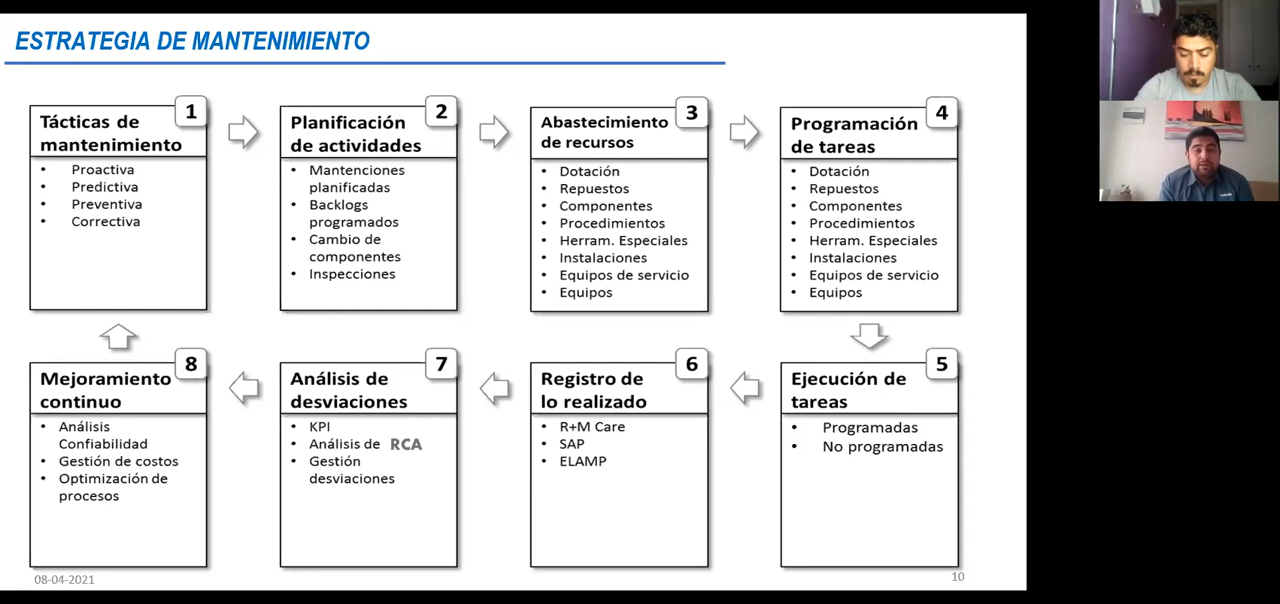 ESTRATEGIA DE MANTENIMIENTO
1
Tácticas de
mantenimiento
• Proactiva
• Predictiva
• Preventiva
• Correctiva
2
Planificación
de actividades
• Mantenciones
planificadas
• Backlogs
programados
• Cambio de
componentes
• Inspecciones
3
Abastecimiento
de recursos
• Dotación
• Repuestos
• Componentes
• Procedimientos
• Herram. Especiales
• Instalaciones
• Equipos de servicio
• Equipos
4
Programación
de tareas
• Dotación
• Repuestos
• Componentes
• Procedimientos
• Herram. Especiales
• Instalaciones
• Equipos de servicio
• Equipos
5
Ejecución de
tareas
• Programadas
• No programadas
6
Registro de
lo realizado
• R+M Care
• SAP
• ELAMP
7
Análisis de
desviaciones
• KPI
• Análisis de RCA
• Gestión
desviaciones
8
Mejoramiento
continuo
• Análisis
Confiabilidad
• Gestión de costos
• Optimización de
procesos
08-04-2021
10